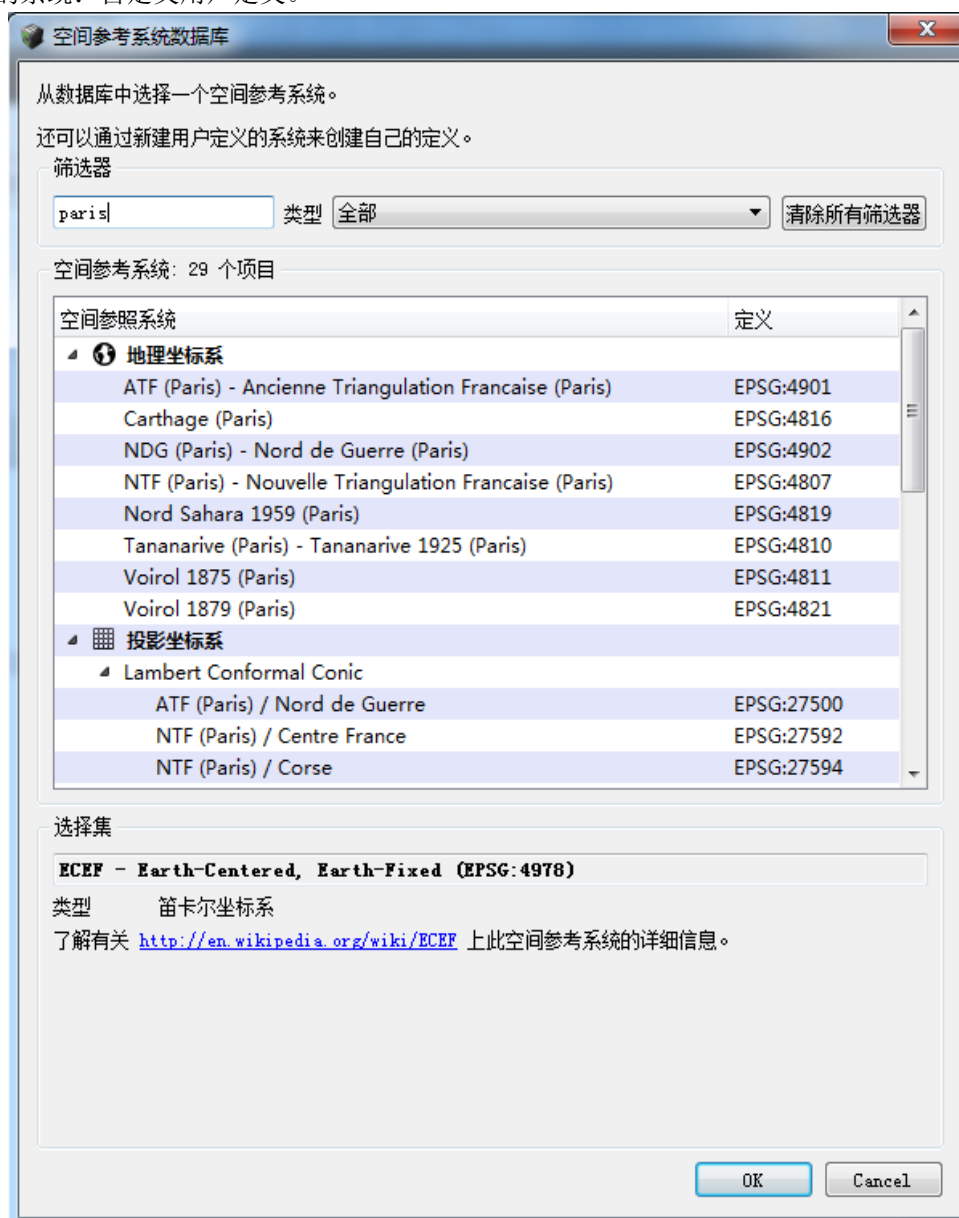 的系统：自定义用户定义。
空间参考系统数据库
从数据库中选择一个空间参考系统。
还可以通过新建用户定义的系统来创建自己的定义。
筛选器
paris 类型 全部 清除所有筛选器
空间参考系统: 29 个项目
空间参照系统 定义
地理坐标系
ATF (Paris) - Ancienne Triangulation Francaise (Paris) EPSG:4901
Carthage (Paris) EPSG:4816
NDG (Paris) - Nord de Guerre (Paris) EPSG:4902
NTF (Paris) - Nouvelle Triangulation Francaise (Paris) EPSG:4807
Nord Sahara 1959 (Paris) EPSG:4819
Tananarive (Paris) - Tananarive 1925 (Paris) EPSG:4810
Voirol 1875 (Paris) EPSG:4811
Voirol 1879 (Paris) EPSG:4821
投影坐标系
Lambert Conformal Conic
ATF (Paris) / Nord de Guerre EPSG:27500
NTF (Paris) / Centre France EPSG:27592
NTF (Paris) / Corse EPSG:27594
选择集
ECEF - Earth-Centered, Earth-Fixed (EPSG:4978)
类型 笛卡尔坐标系
了解有关 http://en.wikipedia.org/wiki/ECEF 上此空间参考系统的详细信息。
OK Cancel